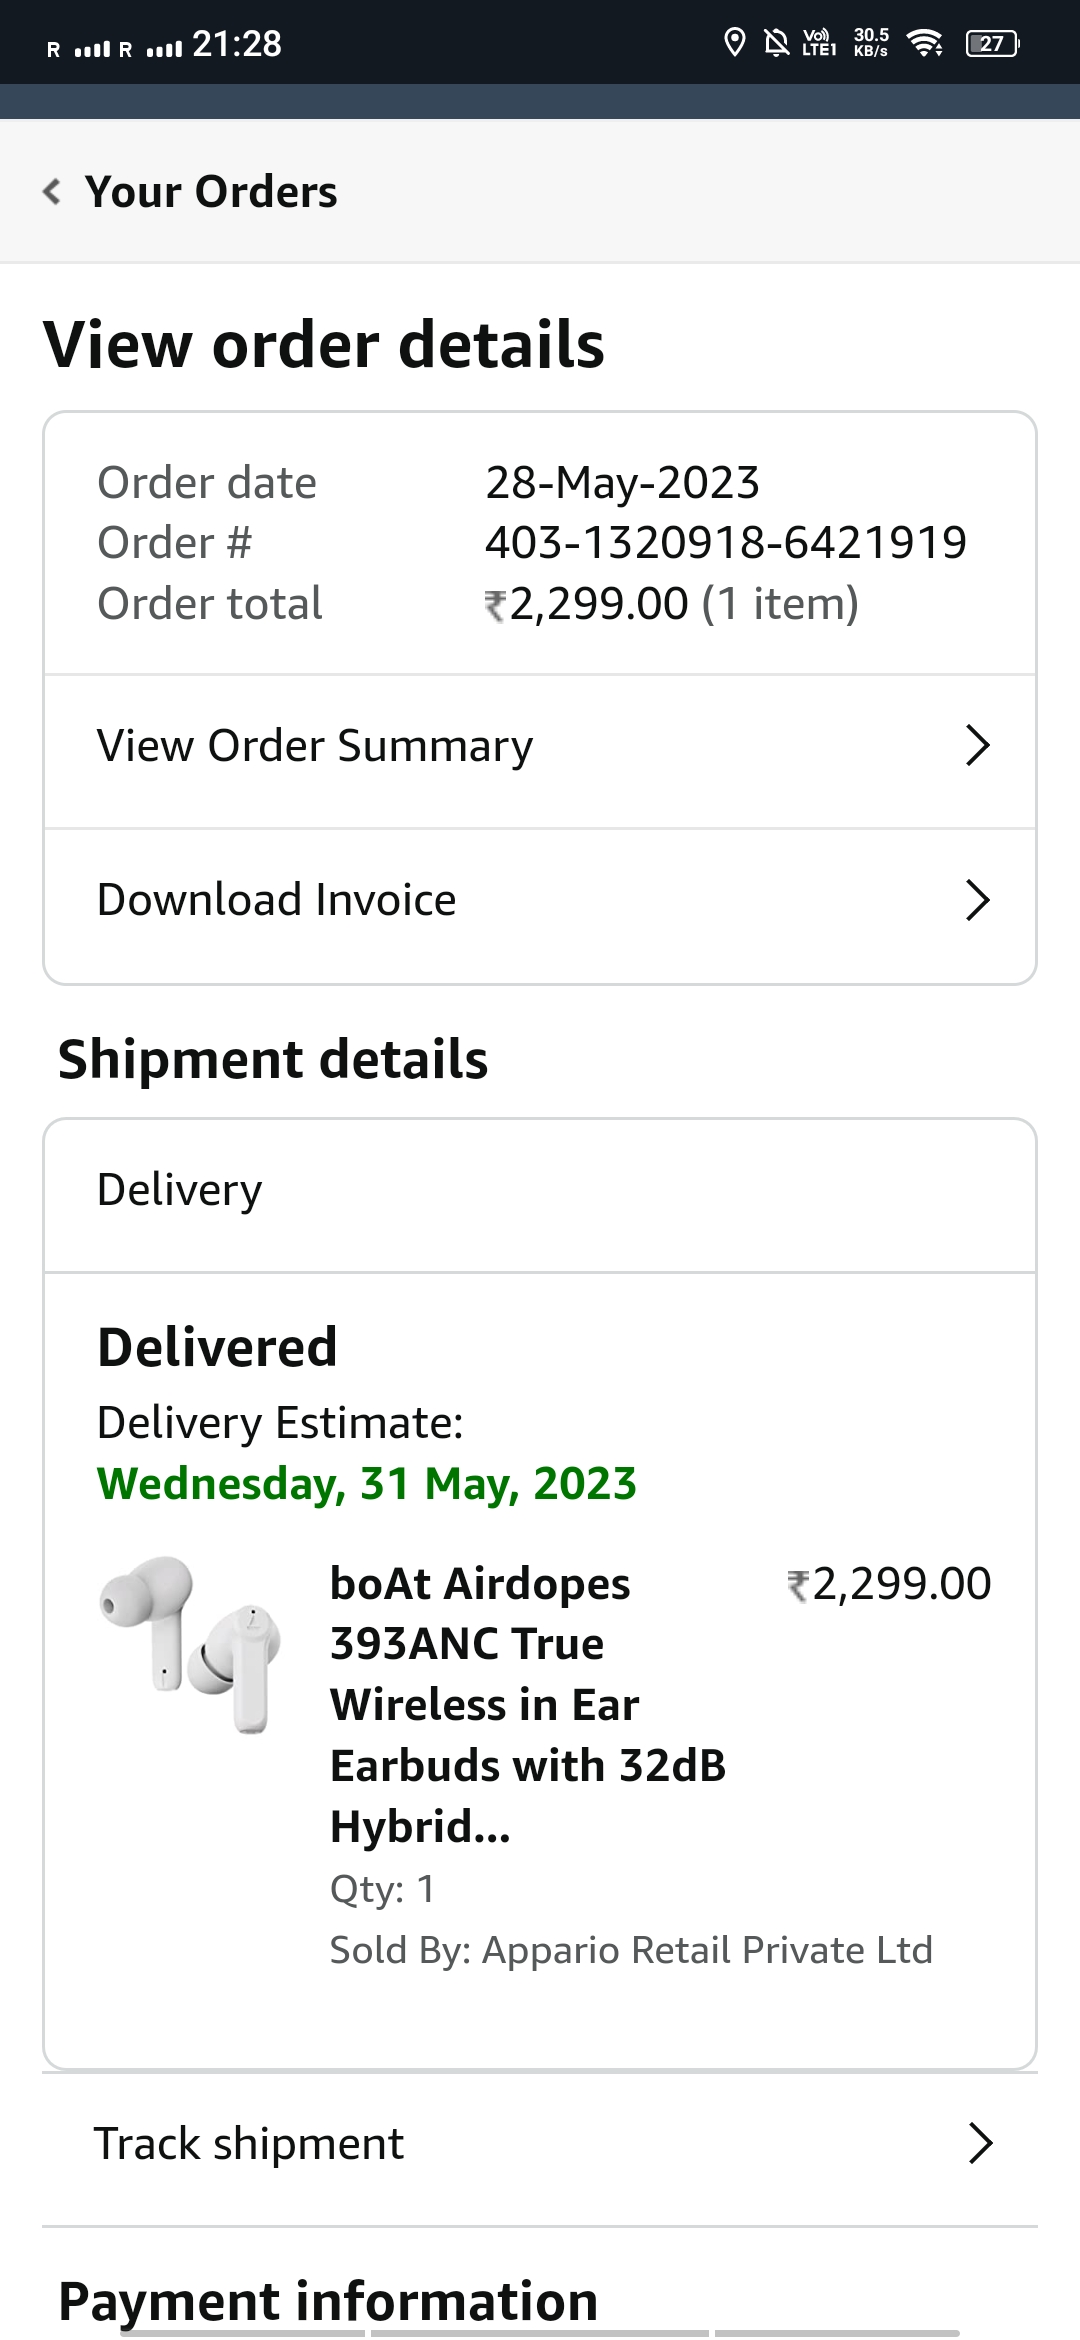 R R 21:28 Vo)) LTE1 30.5 KB/s 27
Your Orders
View order details
Order date 28-May-2023
Order # 403-1320918-6421919
Order total ₹2,299.00 (1 item)
View Order Summary
Download Invoice
Shipment details
Delivery
Delivered
Delivery Estimate:
Wednesday, 31 May, 2023
boAt Airdopes ₹2,299.00
393ANC True
Wireless in Ear
Earbuds with 32dB
Hybrid...
Qty: 1
Sold By: Appario Retail Private Ltd
Track shipment
Payment information